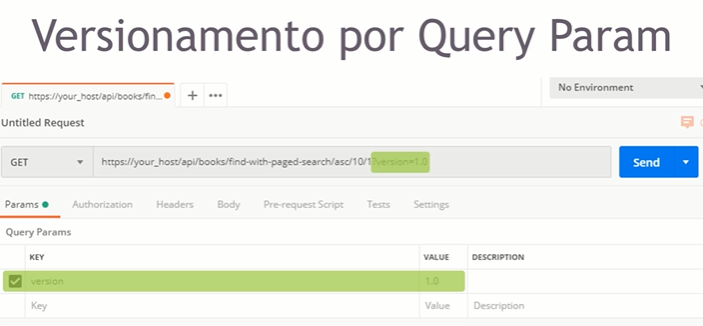 Versionamento por Query Param
GET https://your_host/api/books/fin... + ••• No Environment
Untitled Request
GET https://your_host/api/books/find-with-paged-search/asc/10/1?version=1.0 Send
Params Authorization Headers Body Pre-request Script Tests Settings
Query Params
KEY VALUE DESCRIPTION
version 1.0
Key Value Description